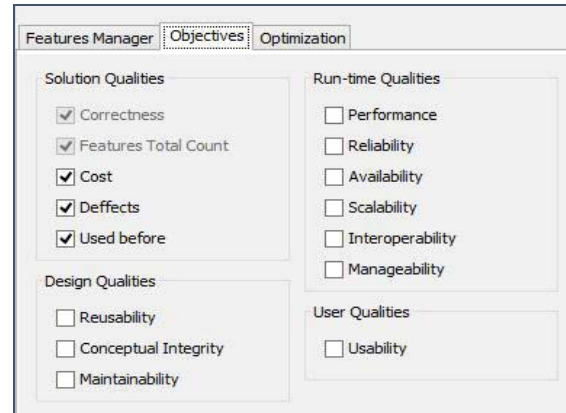 Features Manager Objectives Optimization
Solution Qualities
Correctness
Features Total Count
Cost
Deffects
Used before
Design Qualities
Reusability
Conceptual Integrity
Maintainability
Run-time Qualities
Performance
Reliability
Availability
Scalability
Interoperability
Manageability
User Qualities
Usability